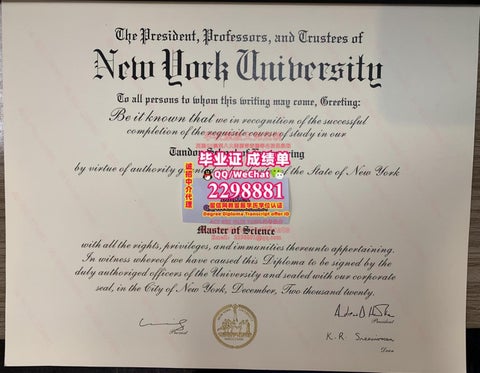 The President, Professors, and Trustees of
New York University
To all persons to whom this writing may come, Greeting:
Be it known that we in recognition of the successful
completion of the requisite course of study in our
Tandon School of Engineering
by virtue of authority of the State of New York
毕业证 成绩单
QQ/WeChat
2298881
诚招中介代理
Degree Diploma Transcript offer ID
Master of Science
with all the rights, privileges, and immunities thereunto appertaining.
In witness whereof we have caused this Diploma to be signed by the
duly authorized officers of the University and sealed with our corporate
seal, in the City of New York, December, Two thousand twenty.
President
K. R. Sreenivasan
Dean